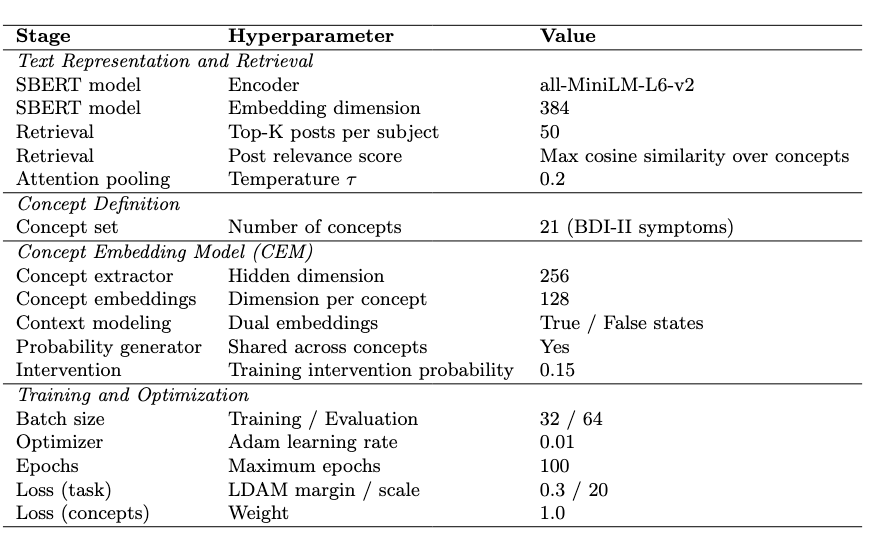 Stage Hyperparameter Value
Text Representation and Retrieval
SBERT model Encoder all-MiniLM-L6-v2
SBERT model Embedding dimension 384
Retrieval Top-K posts per subject 50
Retrieval Post relevance score Max cosine similarity over concepts
Attention pooling Temperature τ 0.2
Concept Definition
Concept set Number of concepts 21 (BDI-II symptoms)
Concept Embedding Model (CEM)
Concept extractor Hidden dimension 256
Concept embeddings Dimension per concept 128
Context modeling Dual embeddings True / False states
Probability generator Shared across concepts Yes
Intervention Training intervention probability 0.15
Training and Optimization
Batch size Training / Evaluation 32 / 64
Optimizer Adam learning rate 0.01
Epochs Maximum epochs 100
Loss (task) LDAM margin / scale 0.3 / 20
Loss (concepts) Weight 1.0